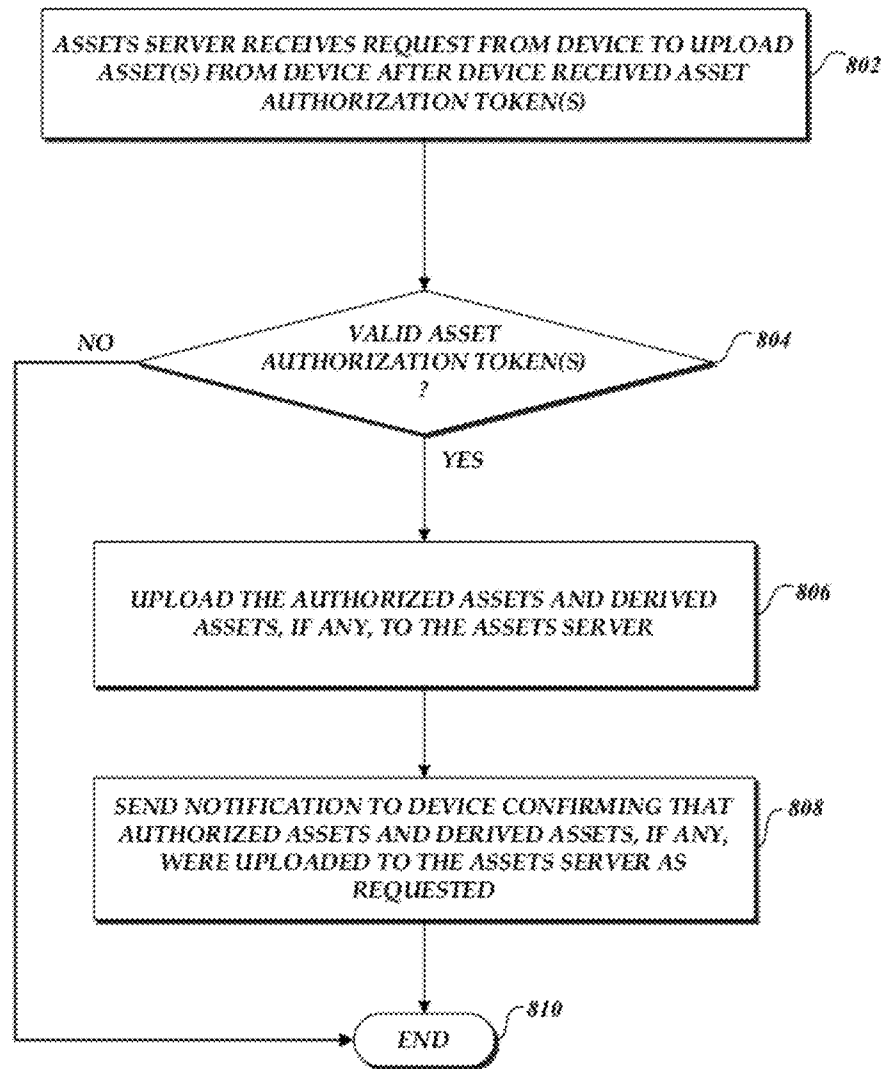 ASSETS SERVER RECEIVES REQUEST FROM DEVICE TO UPLOAD
ASSET(S) FROM DEVICE AFTER DEVICE RECEIVED ASSET
AUTHORIZATION TOKEN(S)
802
NO
VALID ASSET
AUTHORIZATION TOKEN(S)
?
804
YES
UPLOAD THE AUTHORIZED ASSETS AND DERIVED
ASSETS, IF ANY, TO THE ASSETS SERVER
806
SEND NOTIFICATION TO DEVICE CONFIRMING THAT
AUTHORIZED ASSETS AND DERIVED ASSETS, IF ANY,
WERE UPLOADED TO THE ASSETS SERVER AS
REQUESTED
808
END
810